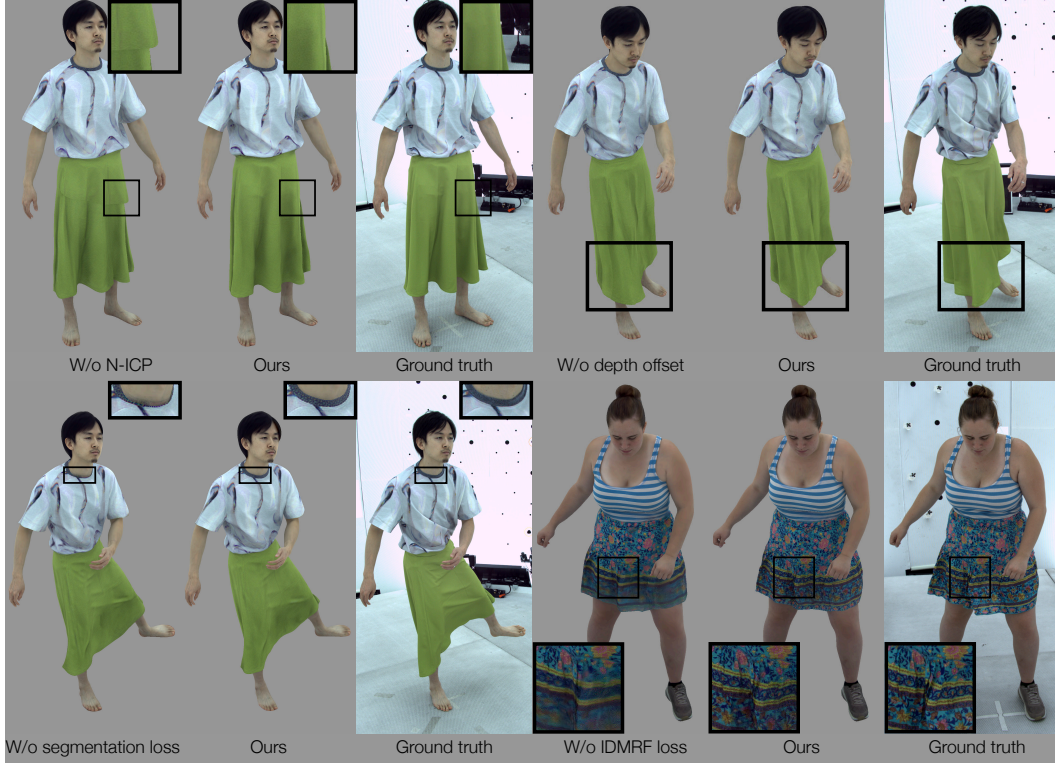 W/o N-ICP Ours Ground truth W/o depth offset Ours Ground truth
W/o segmentation loss Ours Ground truth W/o IDMRF loss Ours Ground truth